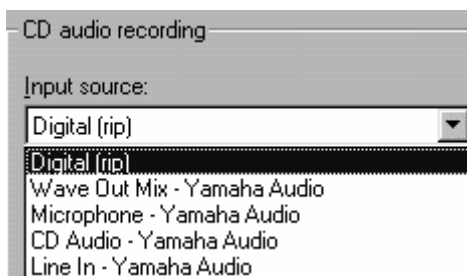 CD audio recording
Input source:
Digital (rip)
Digital (rip)
Wave Out Mix - Yamaha Audio
Microphone - Yamaha Audio
CD Audio - Yamaha Audio
Line In - Yamaha Audio